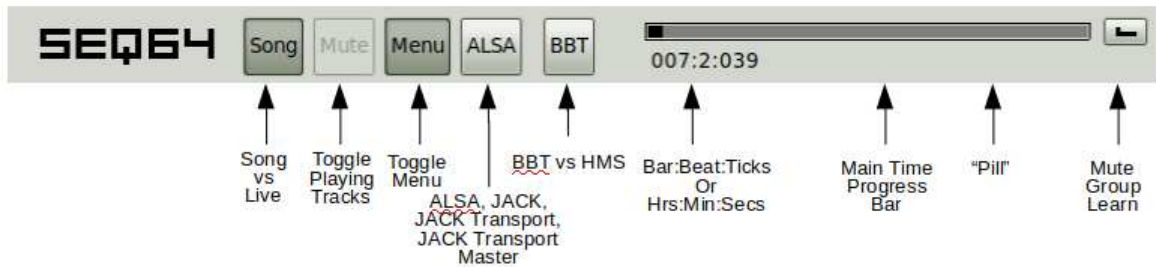 SEQ64 Song Mute Menu ALSA BBT
007:2:039
Song
vs
Live
Toggle
Playing
Tracks
Toggle
Menu
ALSA, JACK,
JACK Transport,
JACK Transport
Master
BBT vs HMS
Bar:Beat:Ticks
Or
Hrs:Min:Secs
Main Time
Progress
Bar
“Pill”
Mute
Group
Learn